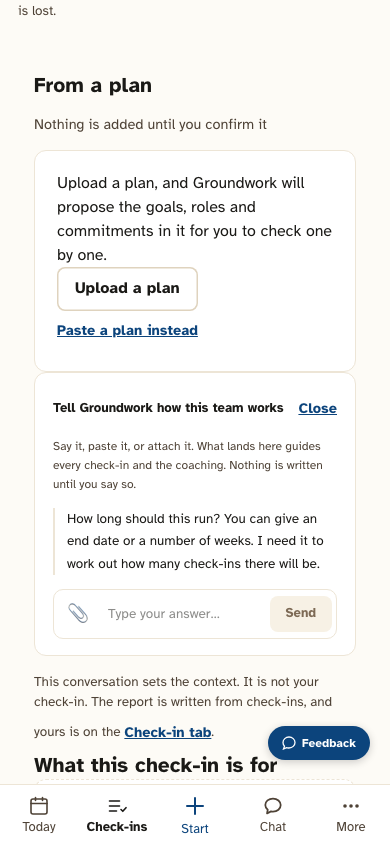 is lost.
From a plan
Nothing is added until you confirm it
Upload a plan, and Groundwork will
propose the goals, roles and
commitments in it for you to check one
by one.
Upload a plan
Paste a plan instead
Tell Groundwork how this team works Close
Say it, paste it, or attach it. What lands here guides
every check-in and the coaching. Nothing is written
until you say so.
How long should this run? You can give an
end date or a number of weeks. I need it to
work out how many check-ins there will be.
Type your answer... Send
This conversation sets the context. It is not your
check-in. The report is written from check-ins, and
yours is on the Check-in tab.
Feedback
What this check-in is for
Today Check-ins Start Chat More